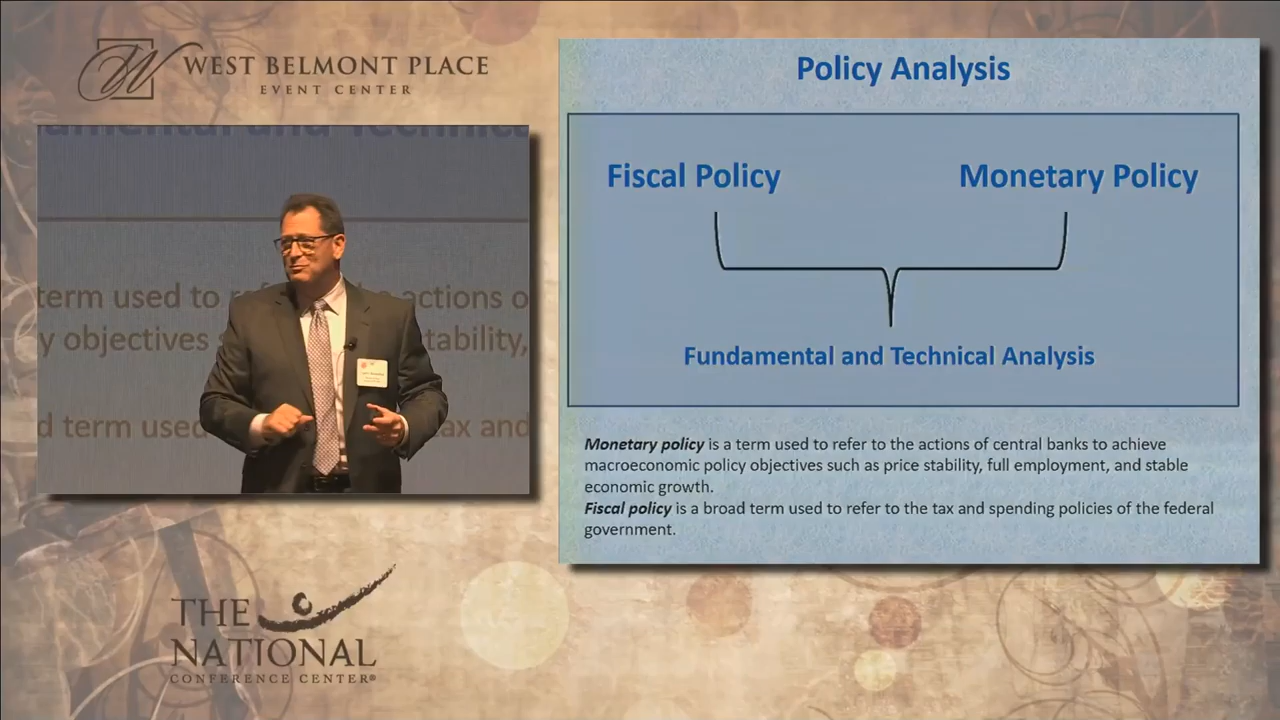 WEST BELMONT PLACE
EVENT CENTER
term used to
actions o
y objectives
tability,
d term used
tax and
THE
NATIONAL
CONFERENCE CENTER®
Policy Analysis
Fiscal Policy
Monetary Policy
Fundamental and Technical Analysis
Monetary policy is a term used to refer to the actions of central banks to achieve
macroeconomic policy objectives such as price stability, full employment, and stable
economic growth.
Fiscal policy is a broad term used to refer to the tax and spending policies of the federal
government.